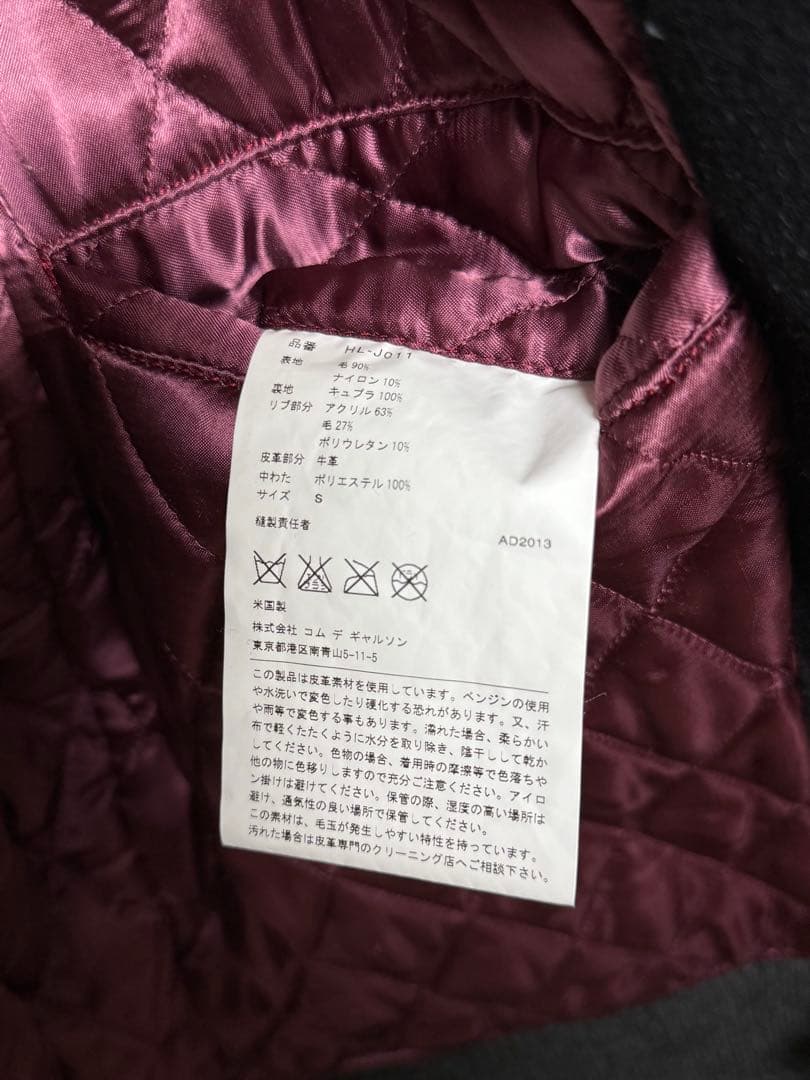 品番 HL-J011
表地 毛 90%
ナイロン 10%
裏地 キュプラ 100%
リブ部分 アクリル 63%
毛 27%
ポリウレタン 10%
皮革部分 牛革
中わた ポリエステル 100%
サイズ S
縫製責任者
AD2013
米国製
株式会社 コム デ ギャルソン
東京都港区南青山5-11-5
この製品は皮革素材を使用しています。ベンジンの使用
や水洗いで変色したり硬化する恐れがあります。又、汗
や雨等で変色する事もあります。濡れた場合、柔らかい
布で軽くたたくように水分を取り除き、陰干しして乾か
してください。色物の場合、着用時の摩擦等で色落ちや
他の物に色移りしますので充分ご注意ください。アイロ
ン掛けは避けてください。保管の際、湿度の高い場所は
避け、通気性の良い場所で保管してください。
この素材は、毛玉が発生しやすい特性を持っています。
汚れた場合は皮革専門のクリーニング店へご相談下さい。